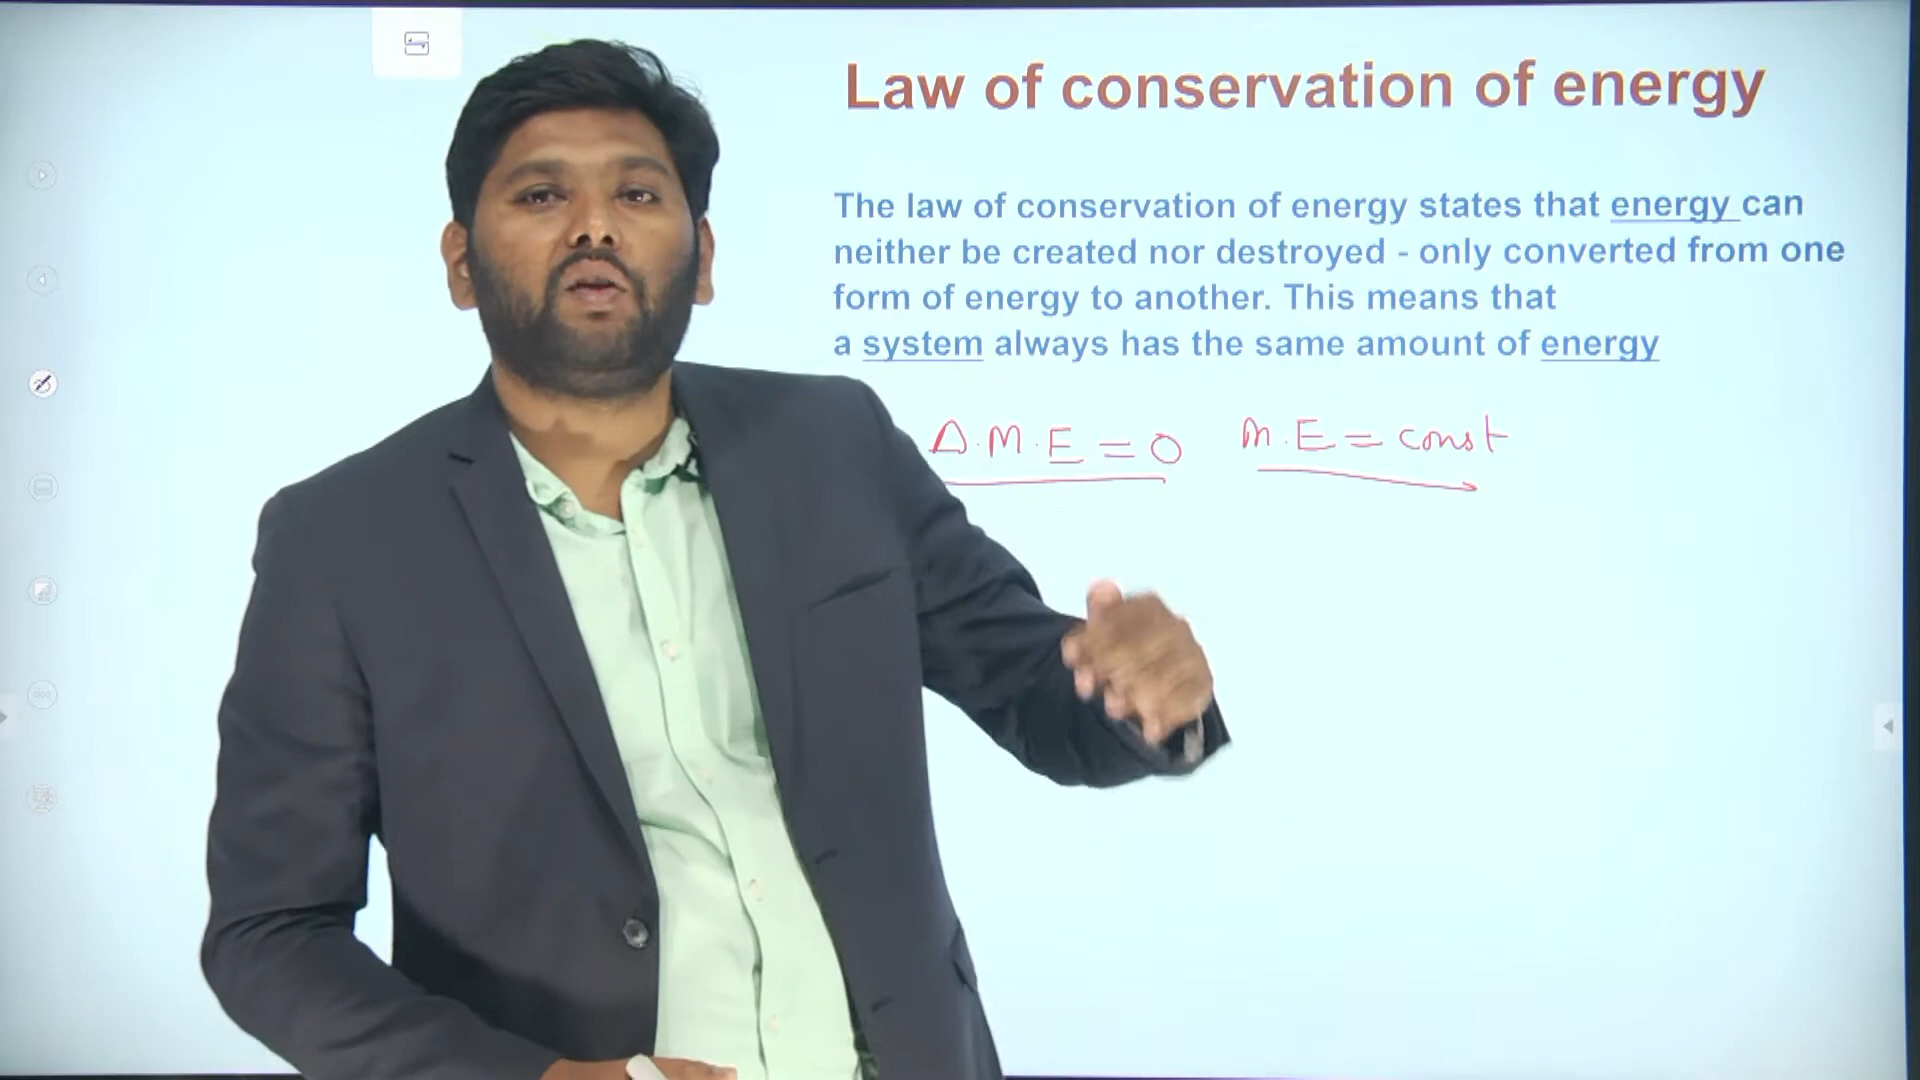 Law of conservation of energy
The law of conservation of energy states that energy can
neither be created nor destroyed - only converted from one
form of energy to another. This means that
a system always has the same amount of energy
Δ.M.E = 0 M.E = const